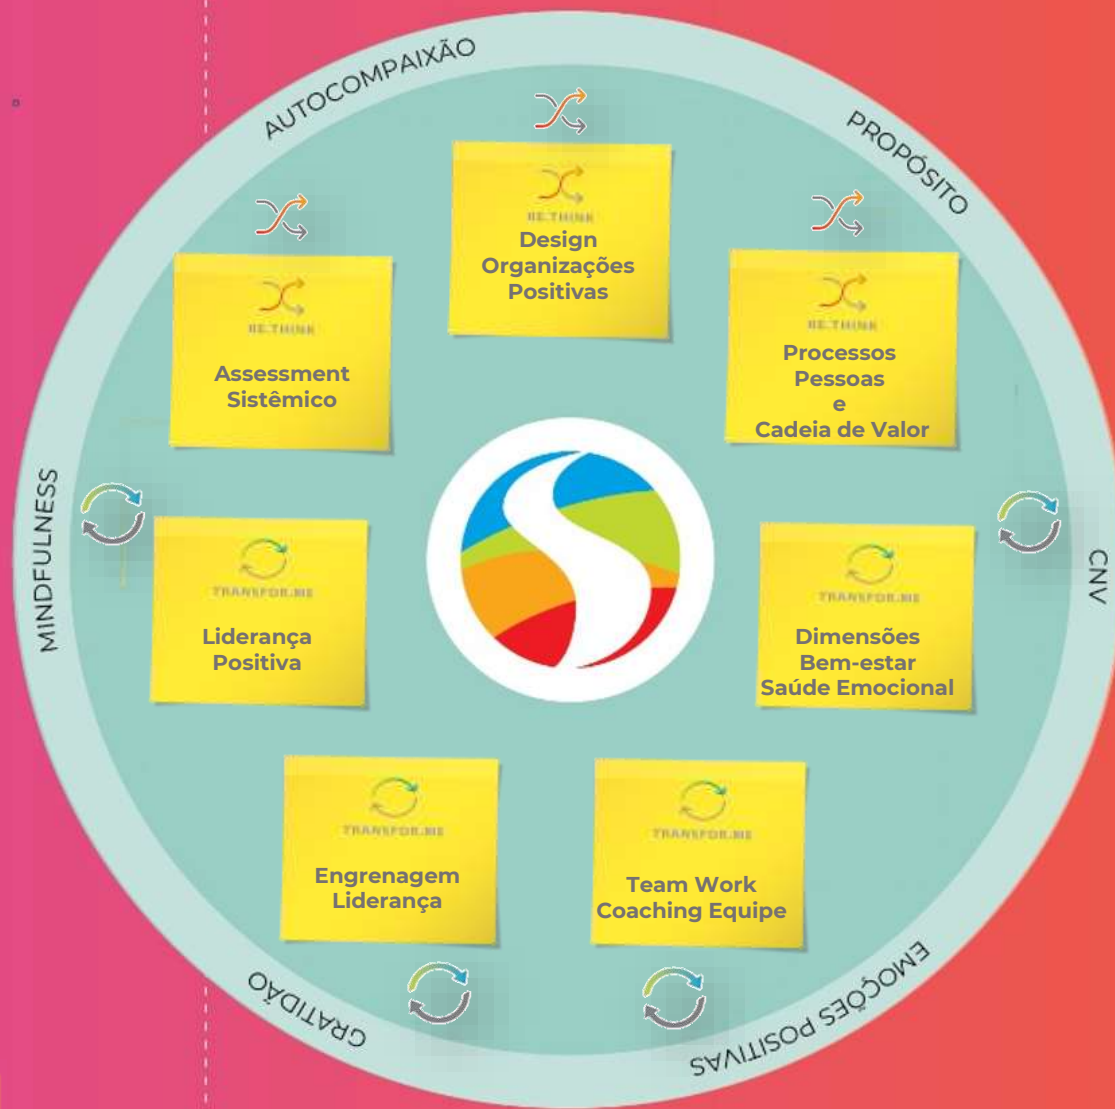 AUTOCOMPAIXÃO
PROPÓSITO
RE.THINK
Design
Organizações
Positivas
RE.THINK
Assessment
Sistêmico
RE.THINK
Processos
Pessoas
e
Cadeia de Valor
MINDFULNESS
CNV
TRANSFOR.ME
Liderança
Positiva
TRANSFOR.ME
Dimensões
Bem-estar
Saúde Emocional
TRANSFOR.ME
Engrenagem
Liderança
TRANSFOR.ME
Team Work
Coaching Equipe
GRATIDÃO
EMOÇÕES POSITIVAS